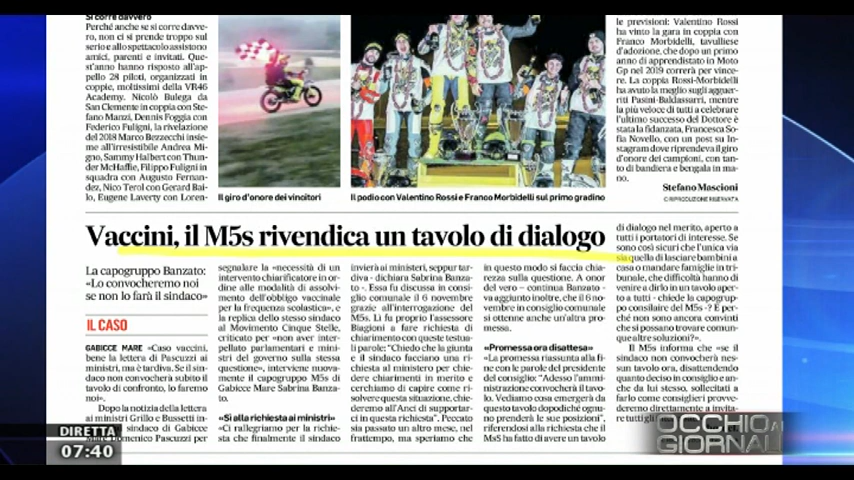 Si corre davvero
Perché anche se si corre davve-
ro, non ci si prende troppo sul
serio e allo spettacolo assistono
amici, parenti e invitati. Que-
st'anno hanno risposto all'ap-
pello 28 piloti, organizzati in
coppie, moltissimi della VR46
Academy. Nicolò Bulega da
San Clemente in coppia con Ste-
fano Manzi, Dennis Foggia con
Federico Fuligni, la rivelazione
del 2018 Marco Bezzecchi insie-
me all'irresistibile Andrea Mi-
gno, Sammy Halbert con Thun-
der McHaffie, Filippo Fuligni in
squadra con Augusto Fernan-
dez, Nico Terol con Gerard Bai-
lo, Eugene Laverty con Loren-
Il giro d'onore dei vincitori
Il podio con Valentino Rossi e Franco Morbidelli sul primo gradino
le previsioni: Valentino Rossi
ha vinto la gara in coppia con
Franco Morbidelli, tavulliese
d'adozione, che dopo un primo
anno di apprendistato in Moto
Gp nel 2019 correrà per vince-
re. La coppia Rossi-Morbidelli
ha avuto la meglio sugli agguer-
riti Pasini-Baldassarri, mentre
la più veloce di tutti a celebrare
l'ultimo successo del Dottore è
stata la fidanzata, Francesca So-
fia Novello, con un post su In-
stagram dove riprendeva il giro
d'onore dei campioni, con tan-
to di bandiera e bengala in ma-
no.
Stefano Mascioni
© RIPRODUZIONE RISERVATA
Vaccini, il M5s rivendica un tavolo di dialogo
La capogruppo Banzato:
«Lo convocheremo noi
se non lo farà il sindaco»
IL CASO
GABICCE MARE «Caso vaccini,
bene la lettera di Pascuzzi ai mi-
nistri, ma è tardiva. Se il sinda-
co non convocherà subito il
tavolo di confronto, lo faremo
noi».
Dopo la notizia della lettera
ai ministri Grillo e Bussetti in-
sindaco di Gabicce
Mare Domenico Pascuzzi per
segnalare la «necessità di un
intervento chiarificatore in or-
dine alle modalità di assolvi-
mento dell'obbligo vaccinale
per la frequenza scolastica», e
la replica dello stesso sindaco
al Movimento Cinque Stelle,
criticato per «non aver inter-
pellato parlamentari e mini-
stri del governo sulla stessa
questione», interviene nuova-
mente la capogruppo M5s di
Gabicce Mare Sabrina Banza-
to.
«Sì alla richiesta ai ministri»
«Ci rallegriamo per la richie-
sta che finalmente il sindaco
invierà ai ministri, seppur tar-
diva - dichiara Sabrina Banza-
to. Essa fu discussa in consi-
glio comunale il 6 novembre
grazie all'interrogazione del
M5s. Lì fu proprio l'assessore
Biagioni a fare richiesta di
chiarimento con queste testua-
li parole: "Chiedo che la giunta
e il sindaco facciano una ri-
chiesta al ministero per chie-
dere chiarimenti in merito e
cerchiamo di capire come ri-
solvere questa situazione, chie-
deremo all'Anci di supportar-
ci in questa richiesta". Peccato
sia passato un altro mese, nel
frattempo, ma speriamo che
in questo modo si faccia chia-
rezza sulla questione. A onor
del vero – continua Banzato -
va aggiunto inoltre, che il 6 no-
vembre in consiglio comunale
si ottenne anche un'altra pro-
messa.
«Promessa ora disattesa»
«La promessa riassunta alla fi-
ne con le parole del presidente
del consiglio: "Adesso l'ammi-
nistrazione convocherà il tavo-
lo. Vediamo cosa emergerà da
questo tavolo dopodiché ognu-
no prenderà le sue posizioni",
riferendosi alla richiesta che il
M5s ha fatto di avere un tavolo
di dialogo nel merito, aperto a
tutti i portatori di interesse. Se
sono così sicuri che l'unica via
sia quella di lasciare bambini a
casa o mandare famiglie in tri-
bunale, che difficoltà hanno di
venire a dirlo in un tavolo aper-
to a tutti - chiede la capogrup-
po consilaire del M5s -? E per-
ché non sono ancora convinti
che si possano trovare comun-
que altre soluzioni?».
Il M5s informa che «se il
sindaco non convocherà nes-
sun tavolo ora, disattendendo
quanto deciso in consiglio e an-
che da lui stesso, sollecitati a
farlo come consiglieri provve-
deremo direttamente a invita-
re tutti gli
DIRETTA
07:40
OCCHIO AI
GIORNALI